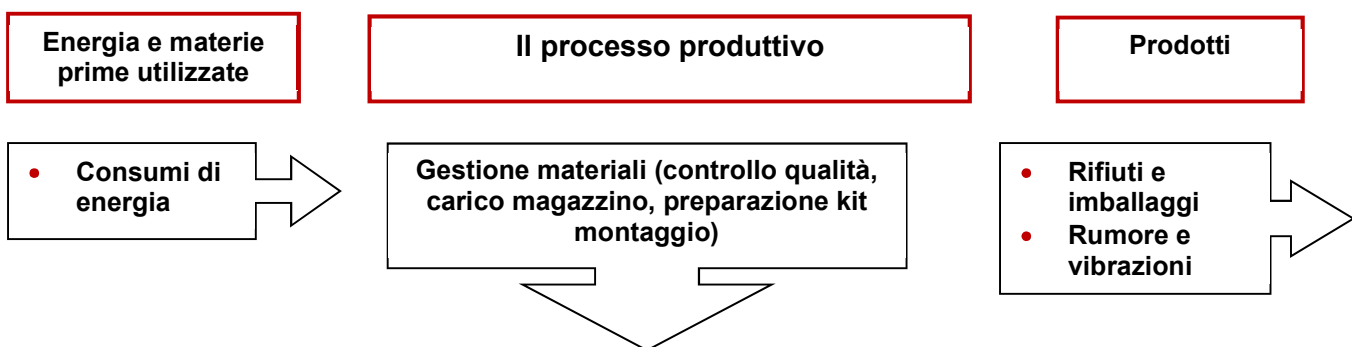 Energia e materie
prime utilizzate
Il processo produttivo
Prodotti
• Consumi di
energia
Gestione materiali (controllo qualità,
carico magazzino, preparazione kit
montaggio)
• Rifiuti e
imballaggi
• Rumore e
vibrazioni